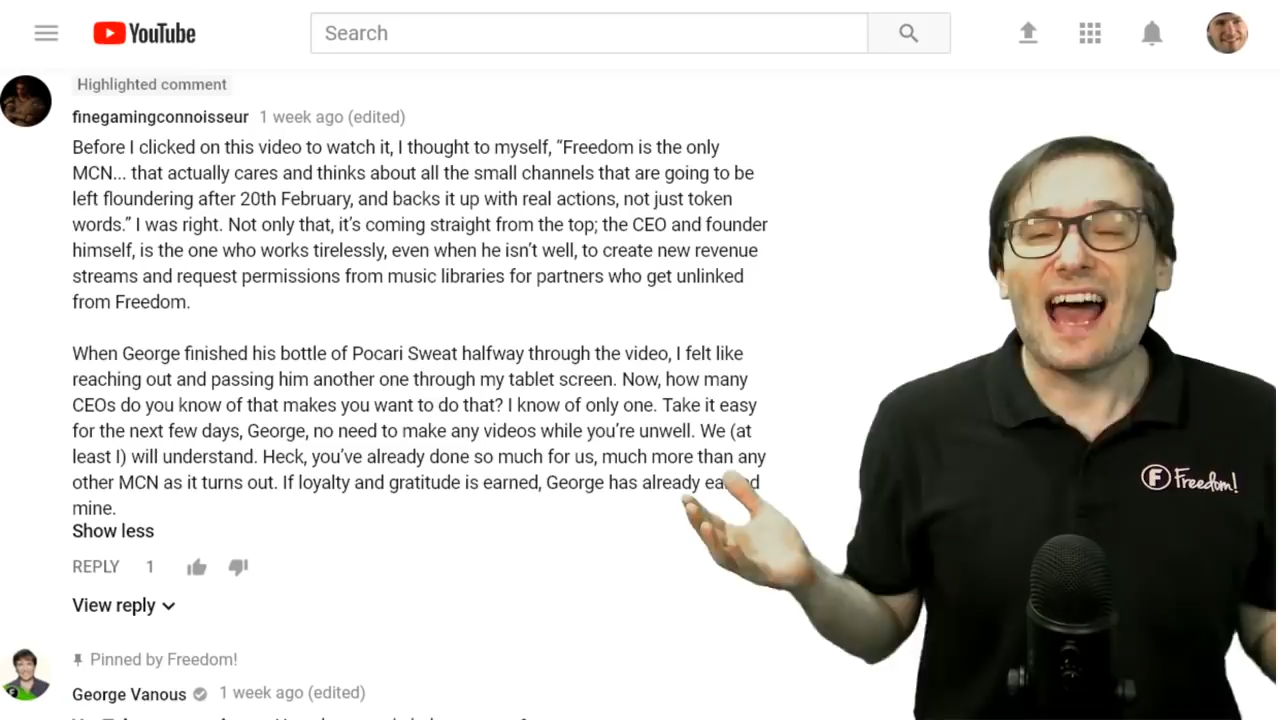 YouTube
Search
Highlighted comment
finegamingconnoisseur 1 week ago (edited)
Before I clicked on this video to watch it, I thought to myself, “Freedom is the only
MCN... that actually cares and thinks about all the small channels that are going to be
left floundering after 20th February, and backs it up with real actions, not just token
words.” I was right. Not only that, it’s coming straight from the top; the CEO and founder
himself, is the one who works tirelessly, even when he isn’t well, to create new revenue
streams and request permissions from music libraries for partners who get unlinked
from Freedom.
When George finished his bottle of Pocari Sweat halfway through the video, I felt like
reaching out and passing him another one through my tablet screen. Now, how many
CEOs do you know of that makes you want to do that? I know of only one. Take it easy
for the next few days, George, no need to make any videos while you’re unwell. We (at
least I) will understand. Heck, you’ve already done so much for us, much more than any
other MCN as it turns out. If loyalty and gratitude is earned, George has already
mine.
Show less
REPLY 1
View reply
Pinned by Freedom!
George Vanous 1 week ago (edited)
F Freedom!